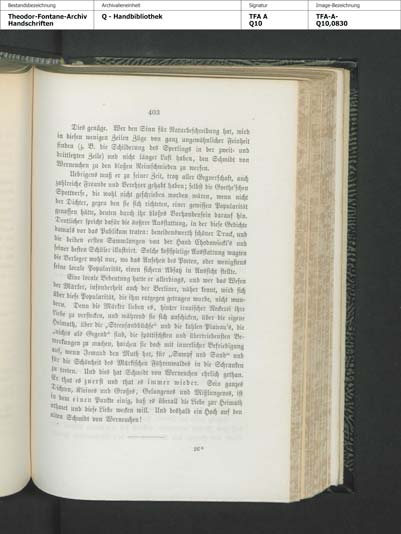 Bestandsbezeichnung
Archivalieneinheit
Signatur
Image-Bezeichnung
Theodor-Fontane-Archiv
Handschriften
Q - Handbibliothek
TFA A
Q10
TFA-A-
Q10,0830
403
Dies genüge. Wer den Sinn für Naturbeschreibung hat, wird
in diesen wenigen Zeilen Züge von ganz ungewöhnlicher Feinheit
finden (z. B. die Schilderung des Sperlings in der zweit- und
drittletzten Zeile) und nicht länger Lust haben, den Schmidt von
Werneuchen zu den bloßen Reimschmieden zu werfen.
Uebrigens muß er zu seiner Zeit, trotz aller Gegnerschaft, auch
zahlreiche Freunde und Verehrer gehabt haben; selbst die Goethe'schen
Spottverse, die wohl nicht geschrieben worden wären, wenn nicht
der Dichter, gegen den sie sich richteten, einer gewissen Popularität
genossen hätte, deuten durch ihr bloßes Vorhandensein darauf hin.
Deutlicher spricht dafür die äußere Ausstattung, in der diese Gedichte
damals vor das Publikum traten: beneidenswerth schöner Druck, und
die beiden ersten Sammlungen von der Hand Chodowiecki's und
seiner besten Schüler illustrirt. Solche kostspielige Ausstattung wagten
die Verleger wohl nur, wo das Ansehen des Poeten, oder wenigstens
seine locale Popularität, einen sichern Absatz in Aussicht stellte.
Eine locale Bedeutung hatte er allerdings, und wer das Wesen
der Märker, insonderheit auch der Berliner, näher kennt, wird sich
über diese Popularität, die ihm entgegen getragen wurde, nicht wun-
dern. Denn die Märker lieben es, hinter ironischer Neckerei ihre
Liebe zu verstecken, und während sie sich anschicken, über die eigene
Heimath, über die „Streusandbüchse“ und die kahlen Plateau's, die
„nichts als Gegend“ sind, die spöttischsten und übertriebensten Be-
merkungen zu machen, horchen sie doch mit innerlicher Befriedigung
auf, wenn Jemand den Muth hat, für „Sumpf und Sand“ und
für die Schönheit des Märkischen Föhrenwaldes in die Schranken
zu treten. Und dies hat Schmidt von Werneuchen ehrlich gethan.
Er that es zuerst und that es immer wieder. Sein ganzes
Dichten, Kleines und Großes, Gelungenes und Mißlungenes, ist
in dem einen Punkte einig, daß es überall die Liebe zur Heimath
athmet und diese Liebe wecken will. Und deshalb ein Hoch auf den
alten Schmidt von Werneuchen!
26*